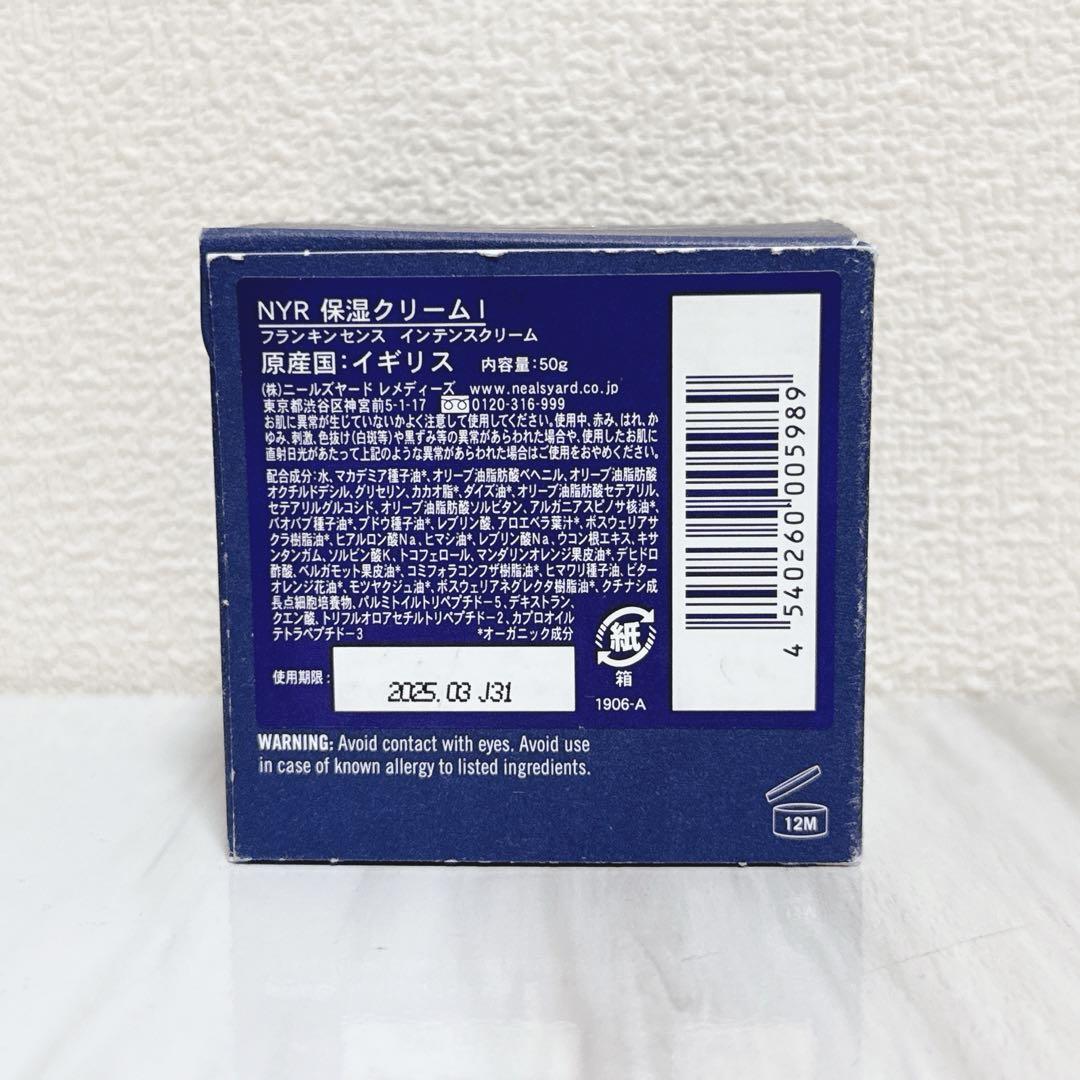 NYR 保湿クリームI
フランキンセンス インテンスクリーム
原産国:イギリス 内容量:50g
(株)ニールズヤード レメディーズ www.nealsyard.co.jp
東京都渋谷区神宮前5-1-17 0120-316-999
お肌に異常が生じていないかよく注意して使用してください。使用中、赤み、はれ、か
ゆみ、刺激、色抜け(白斑等)や黒ずみ等の異常があらわれた場合や、使用したお肌に
直射日光があたって上記のような異常があらわれた場合はご使用をおやめください。
配合成分:水、マカデミア種子油*、オリーブ油脂肪酸ベヘニル、オリーブ油脂肪酸
オクチルドデシル、グリセリン、カカオ脂*、ダイズ油*、オリーブ油脂肪酸セテアリル、
セテアリルグルコシド、オリーブ油脂肪酸ソルビタン、アルガニアスピノサ核油*、
バオバブ種子油*、ブドウ種子油*、レブリン酸、アロエベラ葉汁*、ボスウェリアサ
クラ樹脂油*、ヒアルロン酸Na、ヒマシ油*、レブリン酸Na、ウコン根エキス、キサ
ンタンガム、ソルビン酸K、トコフェロール、マンダリンオレンジ果皮油*、デヒドロ
酢酸、ベルガモット果皮油*、コミフォラコンフザ樹脂油*、ヒマワリ種子油、ビター
オレンジ花油*、モツヤクジュ油*、ボスウェリアネグレクタ樹脂油*、クチナシ成
長点細胞培養物、パルミトイルトリペプチド-5、デキストラン、
クエン酸、トリフルオロアセチルトリペプチド-2、カプロオイル
テトラペプチド-3 *オーガニック成分
紙
箱
使用期限: 2025.03 J31
1906-A
4 540260 005989
WARNING: Avoid contact with eyes. Avoid use
in case of known allergy to listed ingredients.
12M